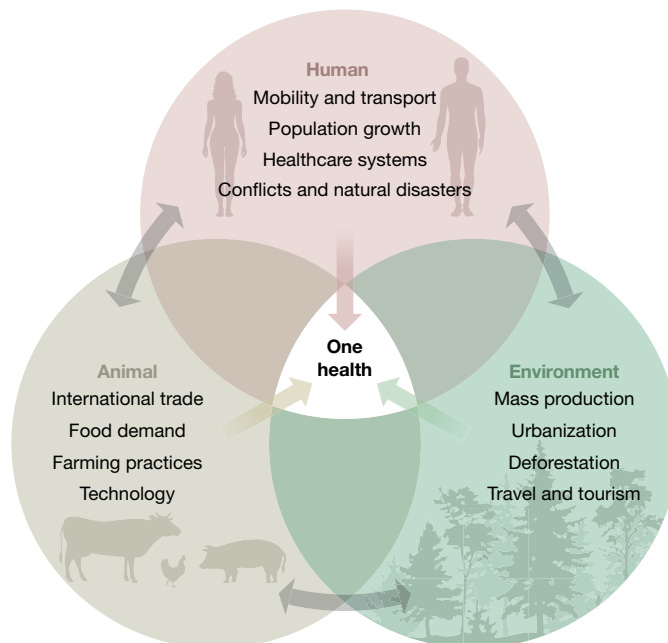 Human
Mobility and transport
Population growth
Healthcare systems
Conflicts and natural disasters
One
health
Animal
International trade
Food demand
Farming practices
Technology
Environment
Mass production
Urbanization
Deforestation
Travel and tourism